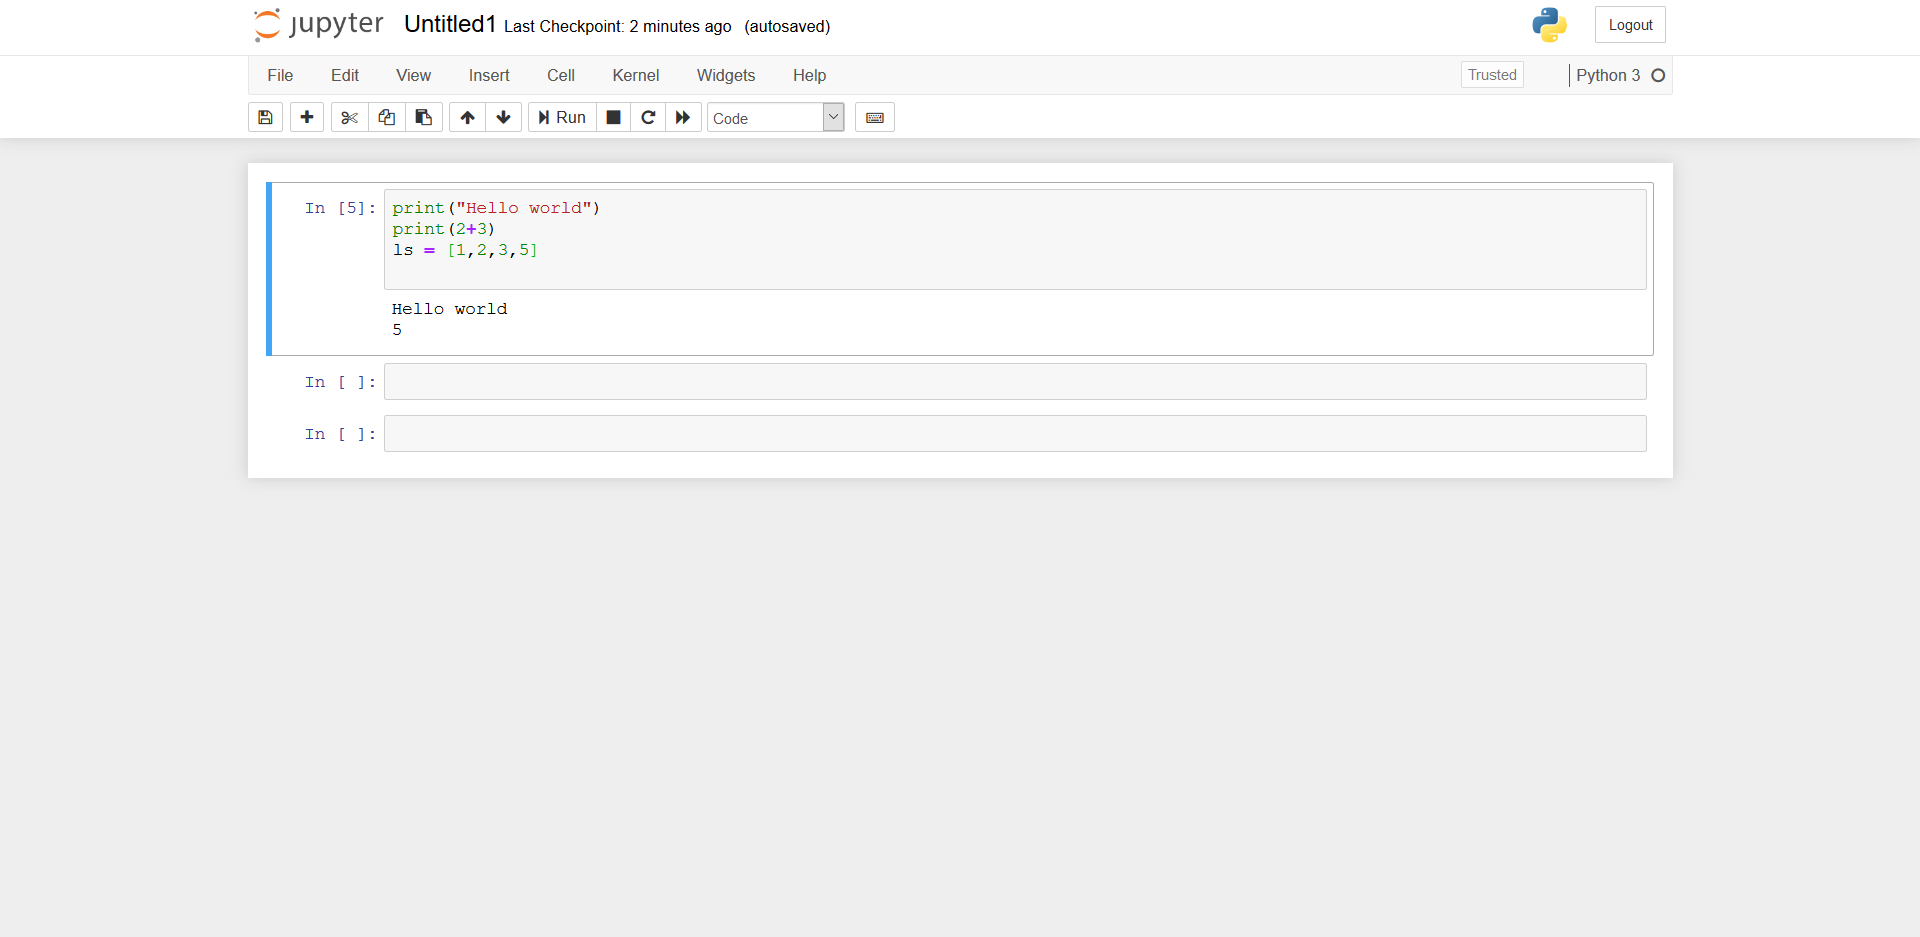 jupyter Untitled1 Last Checkpoint: 2 minutes ago (autosaved) Logout
File Edit View Insert Cell Kernel Widgets Help Trusted Python 3
Run Code
In [5]: print("Hello world")
print(2+3)
ls = [1,2,3,5]
Hello world
5
In [ ]:
In [ ]: